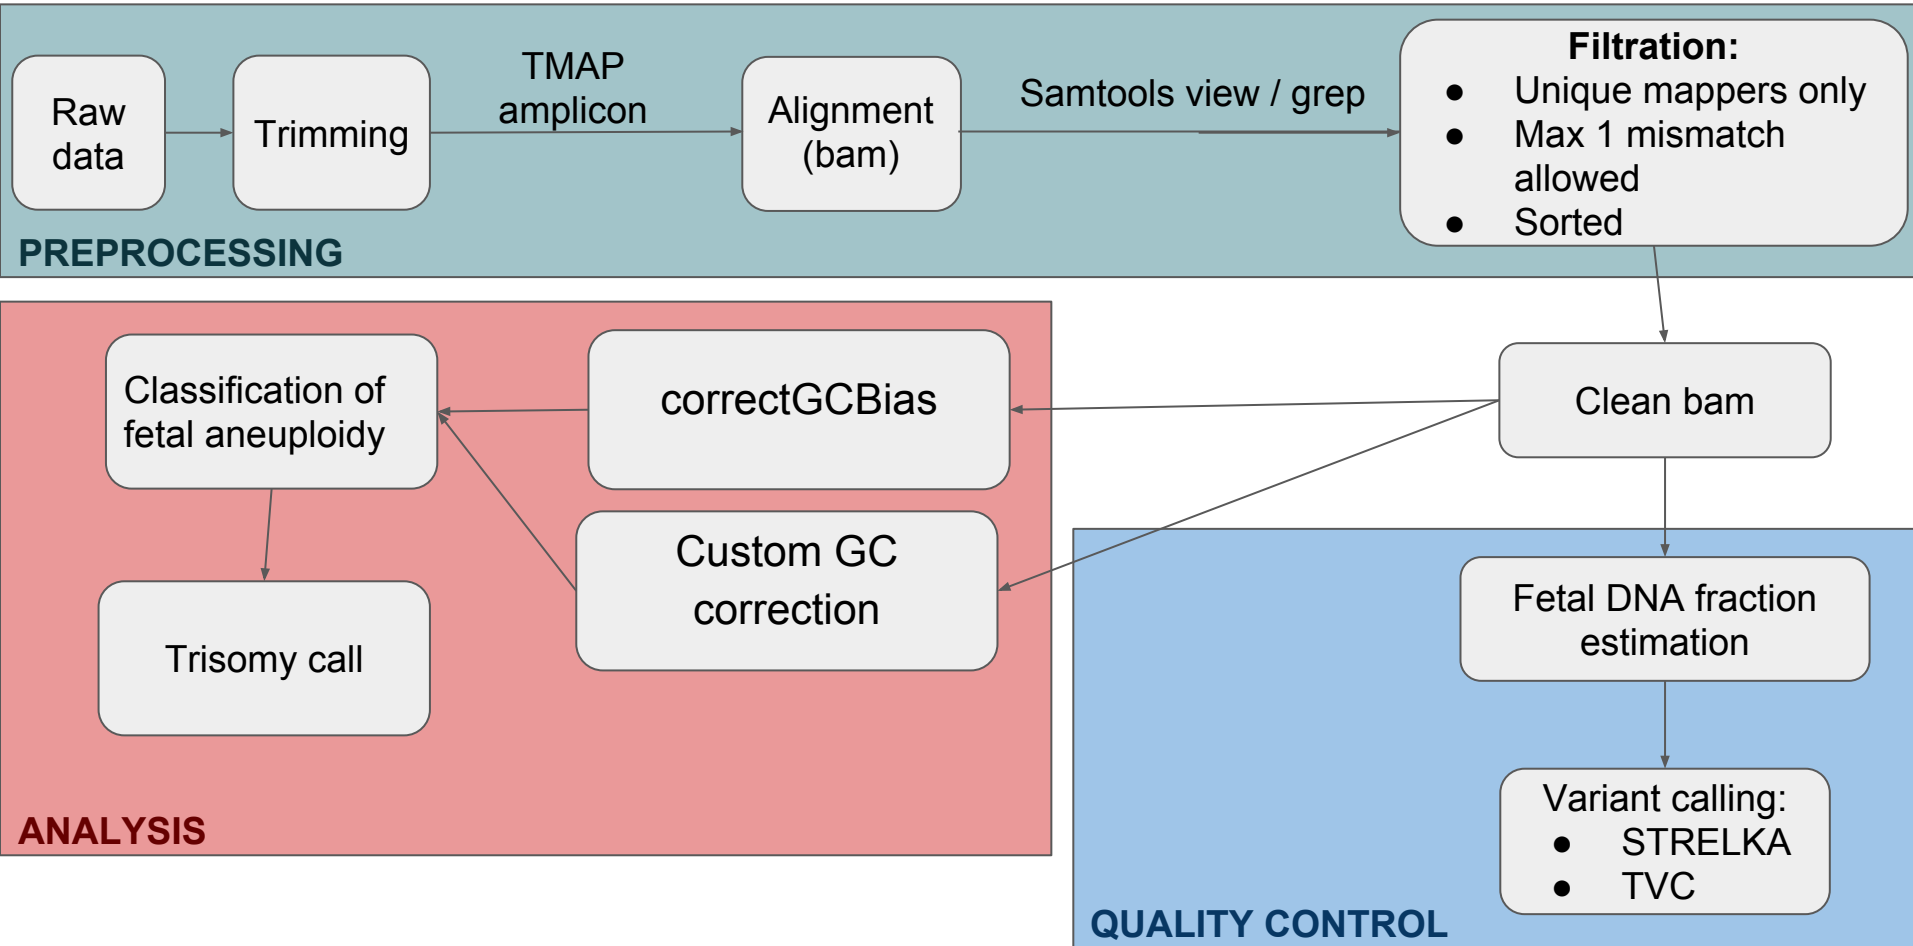 Raw
data
Trimming
TMAP
amplicon
Alignment
(bam)
Samtools view / grep
Filtration:
● Unique mappers only
● Max 1 mismatch
allowed
● Sorted
PREPROCESSING
Classification of
fetal aneuploidy
correctGCBias
Clean bam
Custom GC
correction
Trisomy call
ANALYSIS
Fetal DNA fraction
estimation
Variant calling:
● STRELKA
● TVC
QUALITY CONTROL